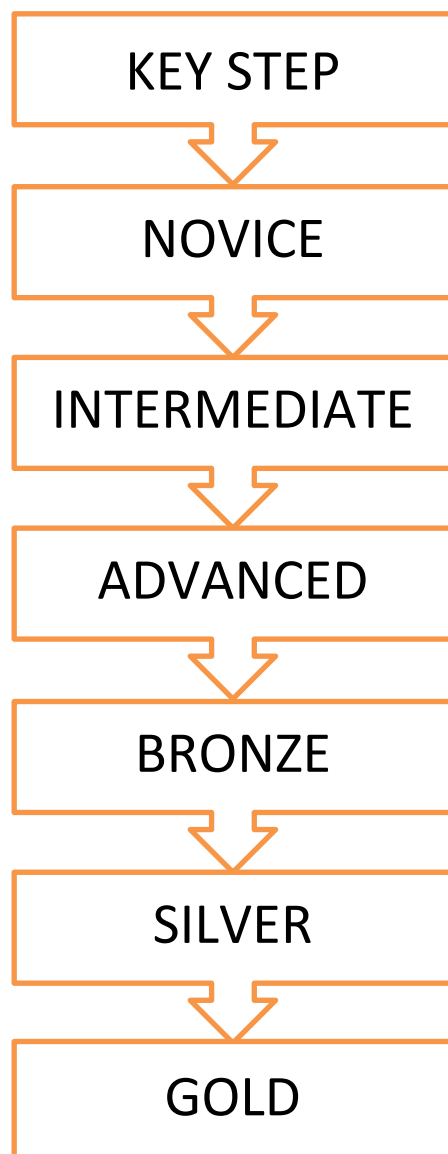 KEY STEP
NOVICE
INTERMEDIATE
ADVANCED
BRONZE
SILVER
GOLD